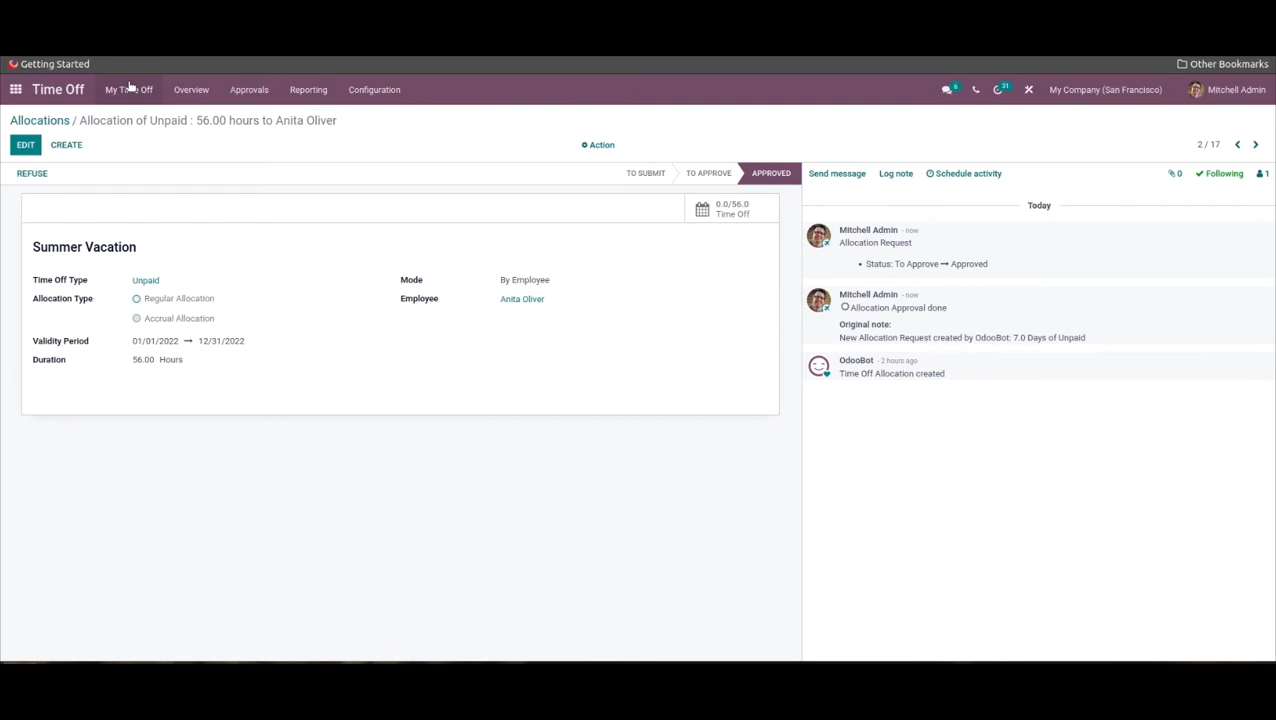 Getting Started
Other Bookmarks
Time Off My Time Off Overview Approvals Reporting Configuration 6 31 My Company (San Francisco) Mitchell Admin
Allocations / Allocation of Unpaid : 56.00 hours to Anita Oliver
EDIT CREATE Action 2 / 17
REFUSE TO SUBMIT TO APPROVE APPROVED
Send message Log note Schedule activity 0 Following 1
0.0/56.0
Time Off
Summer Vacation
Time Off Type Unpaid Mode By Employee
Allocation Type Regular Allocation Employee Anita Oliver
Accrual Allocation
Validity Period 01/01/2022 → 12/31/2022
Duration 56.00 Hours
Today
Mitchell Admin - now
Allocation Request
• Status: To Approve → Approved
Mitchell Admin - now
Allocation Approval done
Original note:
New Allocation Request created by OdooBot: 7.0 Days of Unpaid
OdooBot - 2 hours ago
Time Off Allocation created